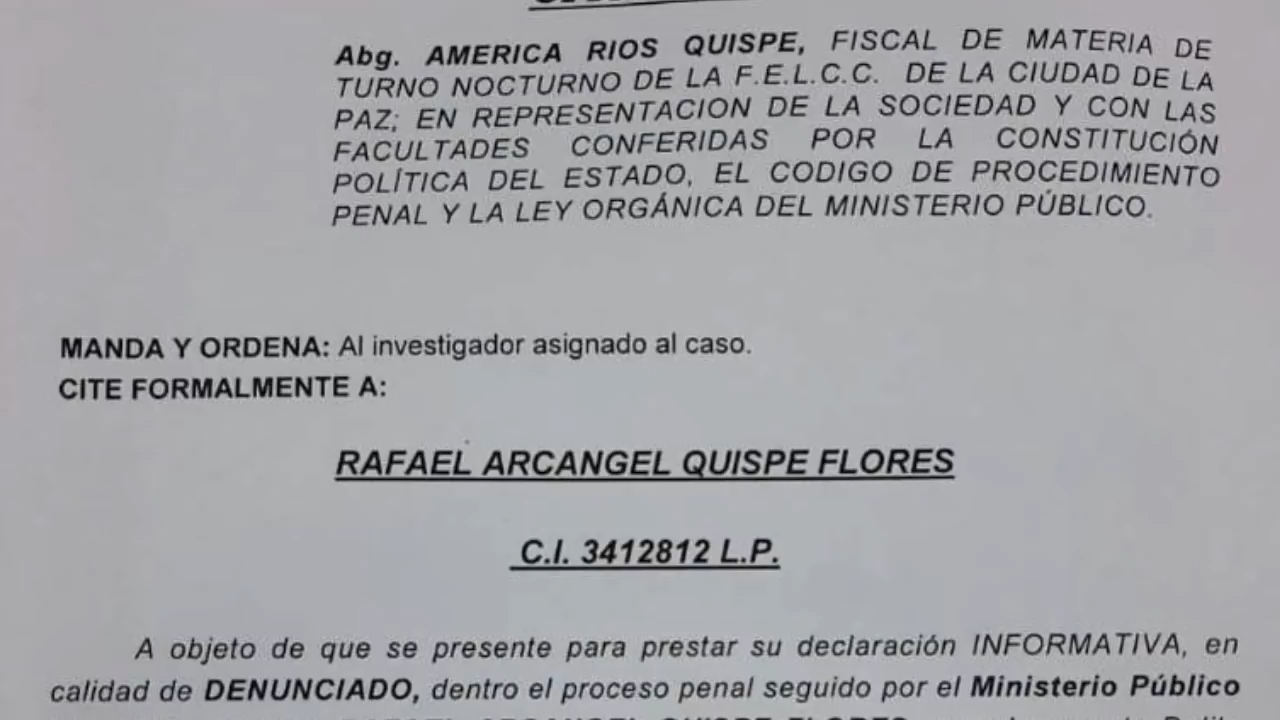 Abg. AMERICA RIOS QUISPE, FISCAL DE MATERIA DE
TURNO NOCTURNO DE LA F.E.L.C.C. DE LA CIUDAD DE LA
PAZ; EN REPRESENTACION DE LA SOCIEDAD Y CON LAS
FACULTADES CONFERIDAS POR LA CONSTITUCIÓN
POLÍTICA DEL ESTADO, EL CODIGO DE PROCEDIMIENTO
PENAL Y LA LEY ORGÁNICA DEL MINISTERIO PÚBLICO.
MANDA Y ORDENA: Al investigador asignado al caso.
CITE FORMALMENTE A:
RAFAEL ARCANGEL QUISPE FLORES
C.I. 3412812 L.P.
A objeto de que se presente para prestar su declaración INFORMATIVA, en
calidad de DENUNCIADO, dentro el proceso penal seguido por el Ministerio Público
RAFAEL ARCANGEL QUISPE FLORES